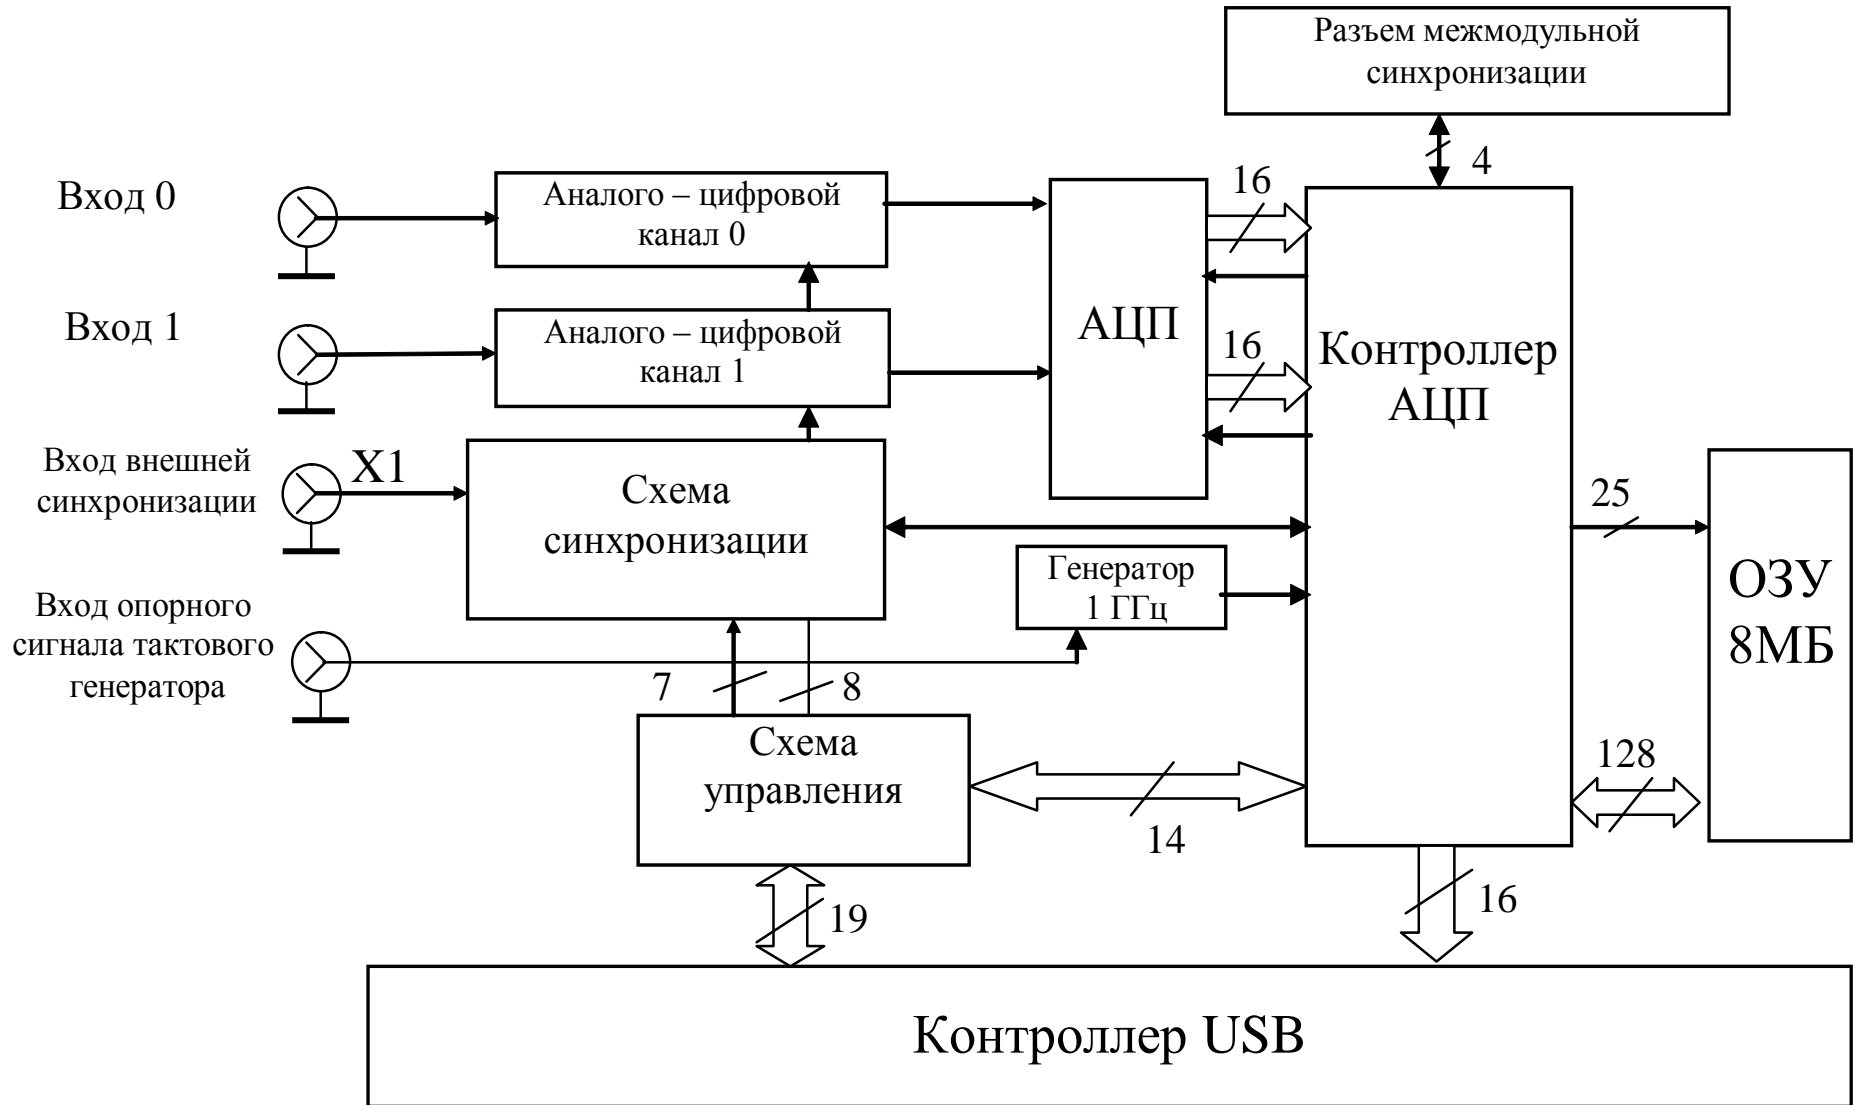 Разъем межмодульной
синхронизации
4
Вход 0
Аналого – цифровой
канал 0
16
Вход 1
Аналого – цифровой
канал 1
АЦП
16
Контроллер
АЦП
Вход внешней
синхронизации
X1
Схема
синхронизации
25
Генератор
1 ГГц
ОЗУ
8МБ
Вход опорного
сигнала тактового
генератора
7
8
Схема
управления
14
128
19
16
Контроллер USB